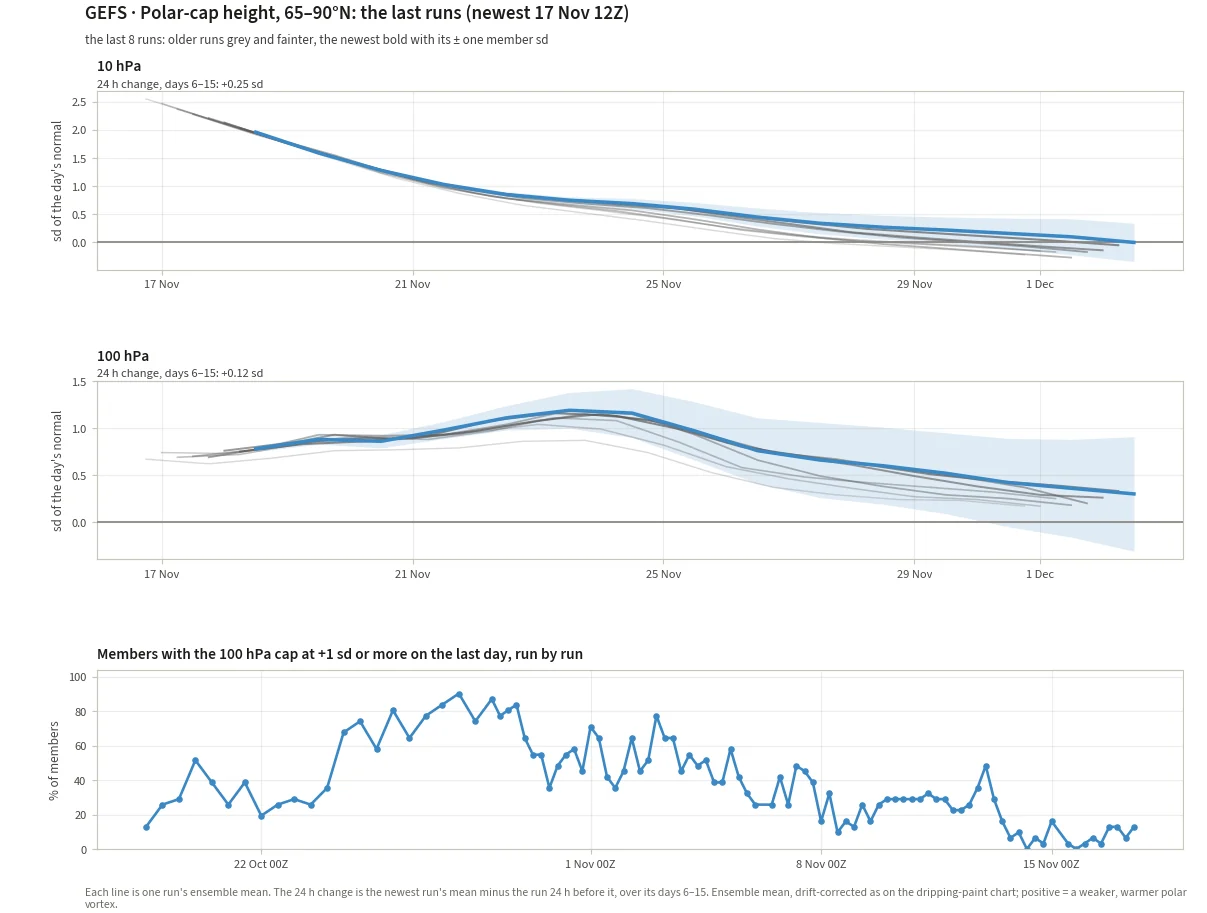 GEFS · Polar-cap height, 65–90°N: the last runs (newest 17 Nov 12Z)
the last 8 runs: older runs grey and fainter, the newest bold with its ± one member sd
10 hPa
24 h change, days 6–15: +0.25 sd
sd of the day's normal
2.5
2.0
1.5
1.0
0.5
0.0
17 Nov
21 Nov
25 Nov
29 Nov
1 Dec
100 hPa
24 h change, days 6–15: +0.12 sd
sd of the day's normal
1.5
1.0
0.5
0.0
17 Nov
21 Nov
25 Nov
29 Nov
1 Dec
Members with the 100 hPa cap at +1 sd or more on the last day, run by run
% of members
100
80
60
40
20
0
22 Oct 00Z
1 Nov 00Z
8 Nov 00Z
15 Nov 00Z
Each line is one run's ensemble mean. The 24 h change is the newest run's mean minus the run 24 h before it, over its days 6–15. Ensemble mean, drift-corrected as on the dripping-paint chart; positive = a weaker, warmer polar
vortex.